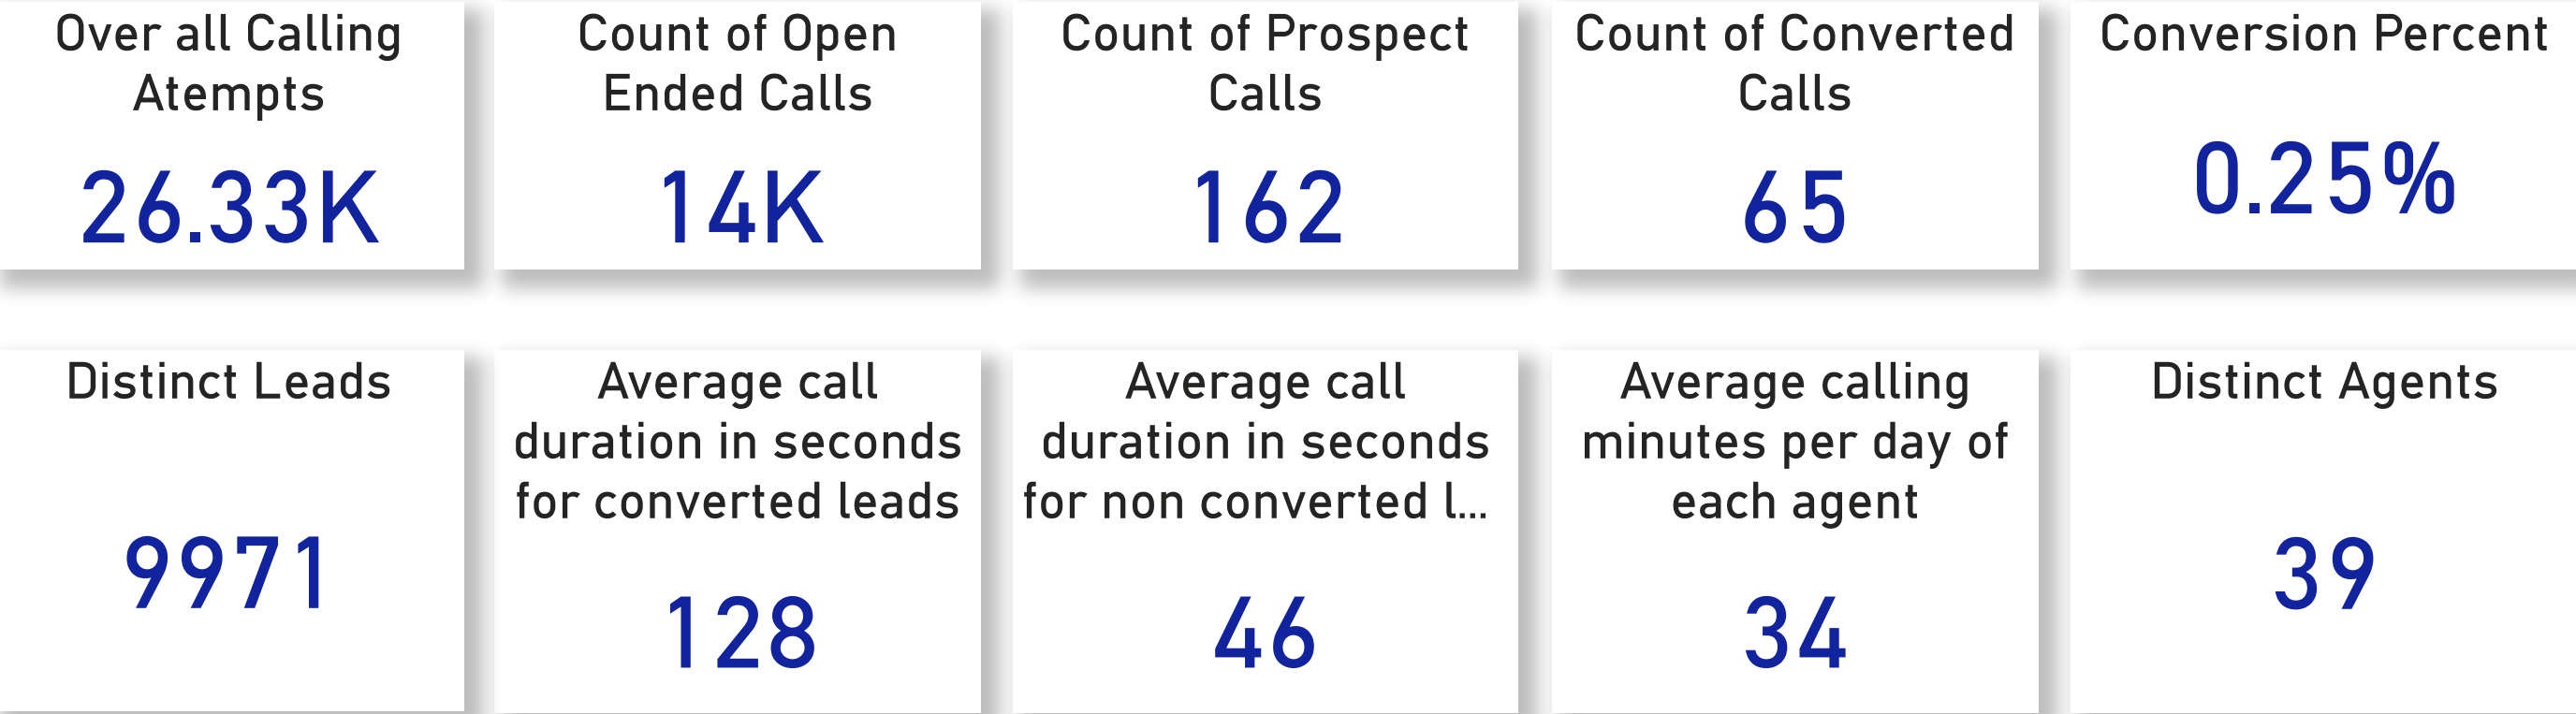 Over all Calling
Atempts
26.33K
Count of Open
Ended Calls
14K
Count of Prospect
Calls
162
Count of Converted
Calls
65
Conversion Percent
0.25%
Distinct Leads
9971
Average call
duration in seconds
for converted leads
128
Average call
duration in seconds
for non converted l...
46
Average calling
minutes per day of
each agent
34
Distinct Agents
39